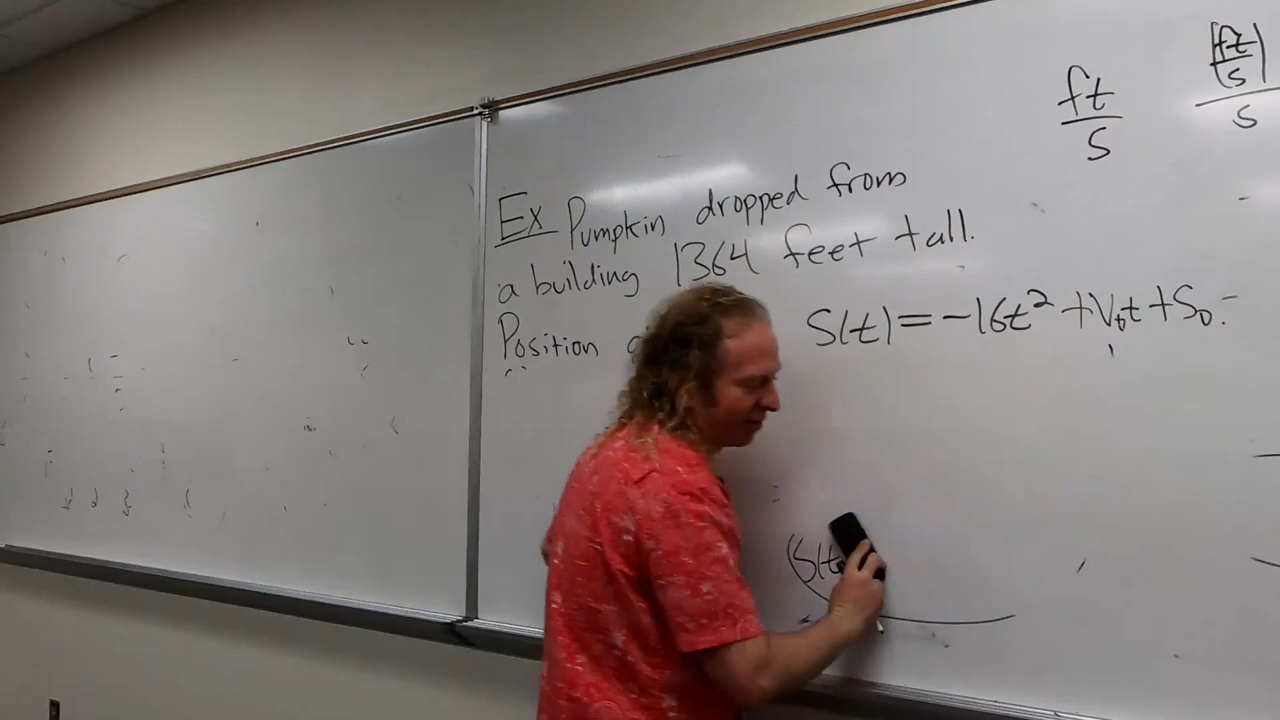 Ex Pumpkin dropped from
a building 1364 feet tall.
Position
S(t) = -16t² + V₀t + S₀.
(S(t
ft/s
(ft/s)/s